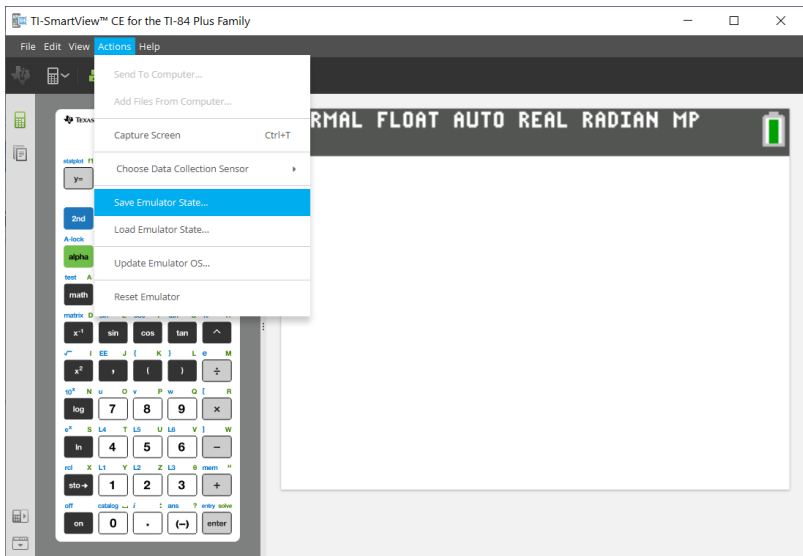 TI-SmartView™ CE for the TI-84 Plus Family
File Edit View Actions Help
Send To Computer...
Add Files From Computer...
Capture Screen Ctrl+T
Choose Data Collection Sensor
Save Emulator State...
Load Emulator State...
Update Emulator OS...
Reset Emulator
RMAL FLOAT AUTO REAL RADIAN MP
TEXAS
statplot f1
y=
2nd
A-lock
alpha
test A
math
matrix D
x⁻¹ sin cos tan ^
√ I EE J { K } L e M
x² , ( ) ÷
10ˣ N u O v P w Q [ R
log 7 8 9 ×
eˣ S L4 T L5 U L6 V ] W
ln 4 5 6 −
rcl X L1 Y L2 Z L3 θ mem "
sto→ 1 2 3 +
off catalog i : ans ? entry solve
on 0 . (−) enter